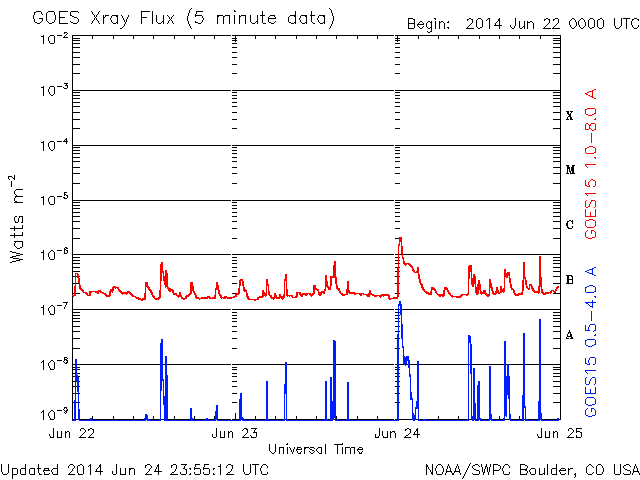 GOES Xray Flux (5 minute data)
Begin: 2014 Jun 22 0000 UTC
10⁻²
10⁻³
10⁻⁴
10⁻⁵
10⁻⁶
10⁻⁷
10⁻⁸
10⁻⁹
Watts m⁻²
X
M
C
B
A
GOES15 1.0-8.0 A
GOES15 0.5-4.0 A
Jun 22
Jun 23
Jun 24
Jun 25
Universal Time
Updated 2014 Jun 24 23:55:12 UTC
NOAA/SWPC Boulder, CO USA